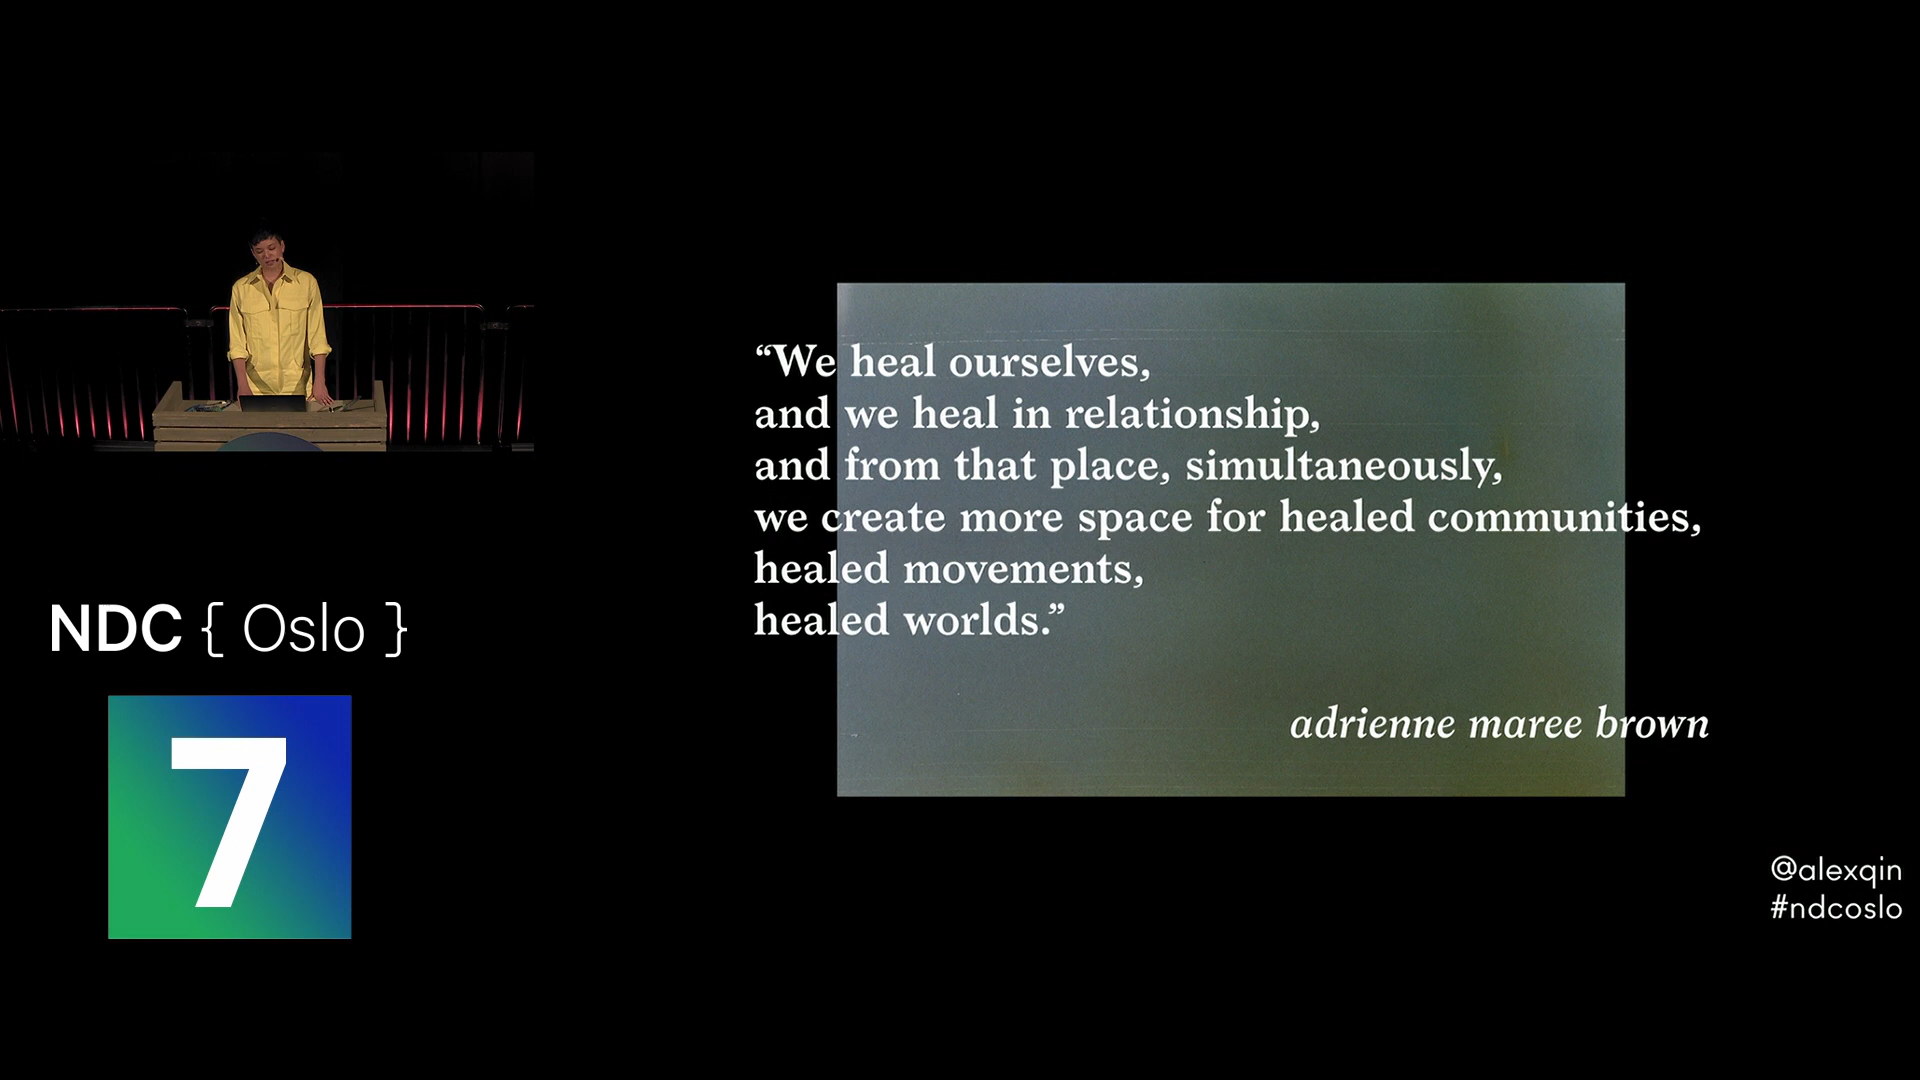 “We heal ourselves,
and we heal in relationship,
and from that place, simultaneously,
we create more space for healed communities,
healed movements,
healed worlds.”
adrienne maree brown
NDC { Oslo }
7
@alexqin
#ndcoslo